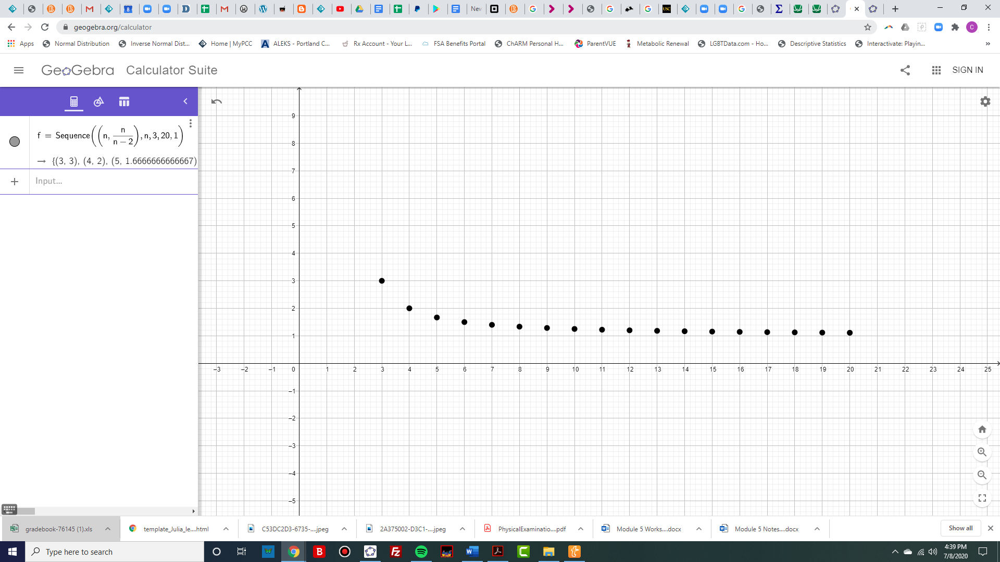 New
geogebra.org/calculator
C
Apps
Normal Distribution
Inverse Normal Dist...
Home | MyPCC
ALEKS - Portland C...
Rx Account - Your L...
FSA Benefits Portal
ChARM Personal H...
ParentVUE
Metabolic Renewal
LGBTData.com - Ho...
Descriptive Statistics
Interactivate: Playin...
»
GeoGebra Calculator Suite
SIGN IN
f = Sequence((n, n/(n − 2)), n, 3, 20, 1)
→ {(3, 3), (4, 2), (5, 1.6666666666667)
+ Input...
9
8
7
6
5
4
3
2
1
−3 −2 −1 0 1 2 3 4 5 6 7 8 9 10 11 12 13 14 15 16 17 18 19 20 21 22 23 24 25
−1
−2
−3
−4
−5
gradebook-76145 (1).xls
template_Julia_le....html
C53DC2D3-6735-....jpeg
2A375002-D3C1-....jpeg
PhysicalExaminatio....pdf
Module 5 Works....docx
Module 5 Notes....docx
Show all
Type here to search
4:39 PM
7/8/2020